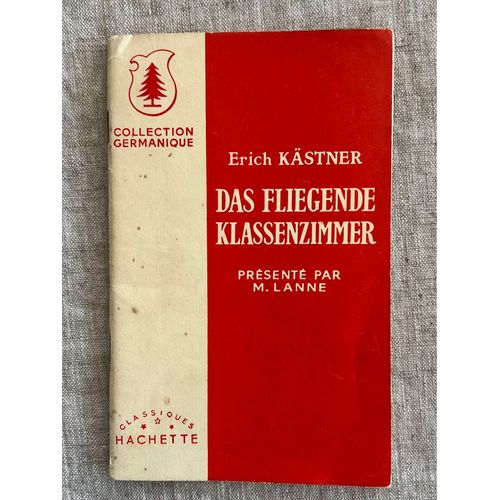 COLLECTION
GERMANIQUE
Erich KÄSTNER
DAS FLIEGENDE
KLASSENZIMMER
PRÉSENTÉ PAR
M. LANNE
CLASSIQUES
HACHETTE